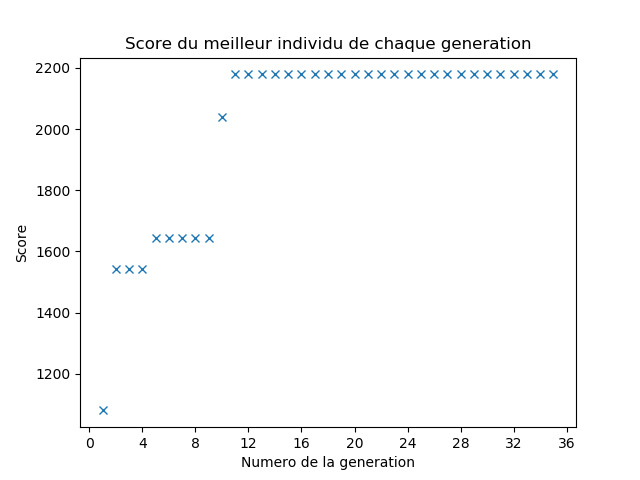 Score du meilleur individu de chaque generation
2200
2000
1800
1600
1400
1200
Score
0 4 8 12 16 20 24 28 32 36
Numero de la generation